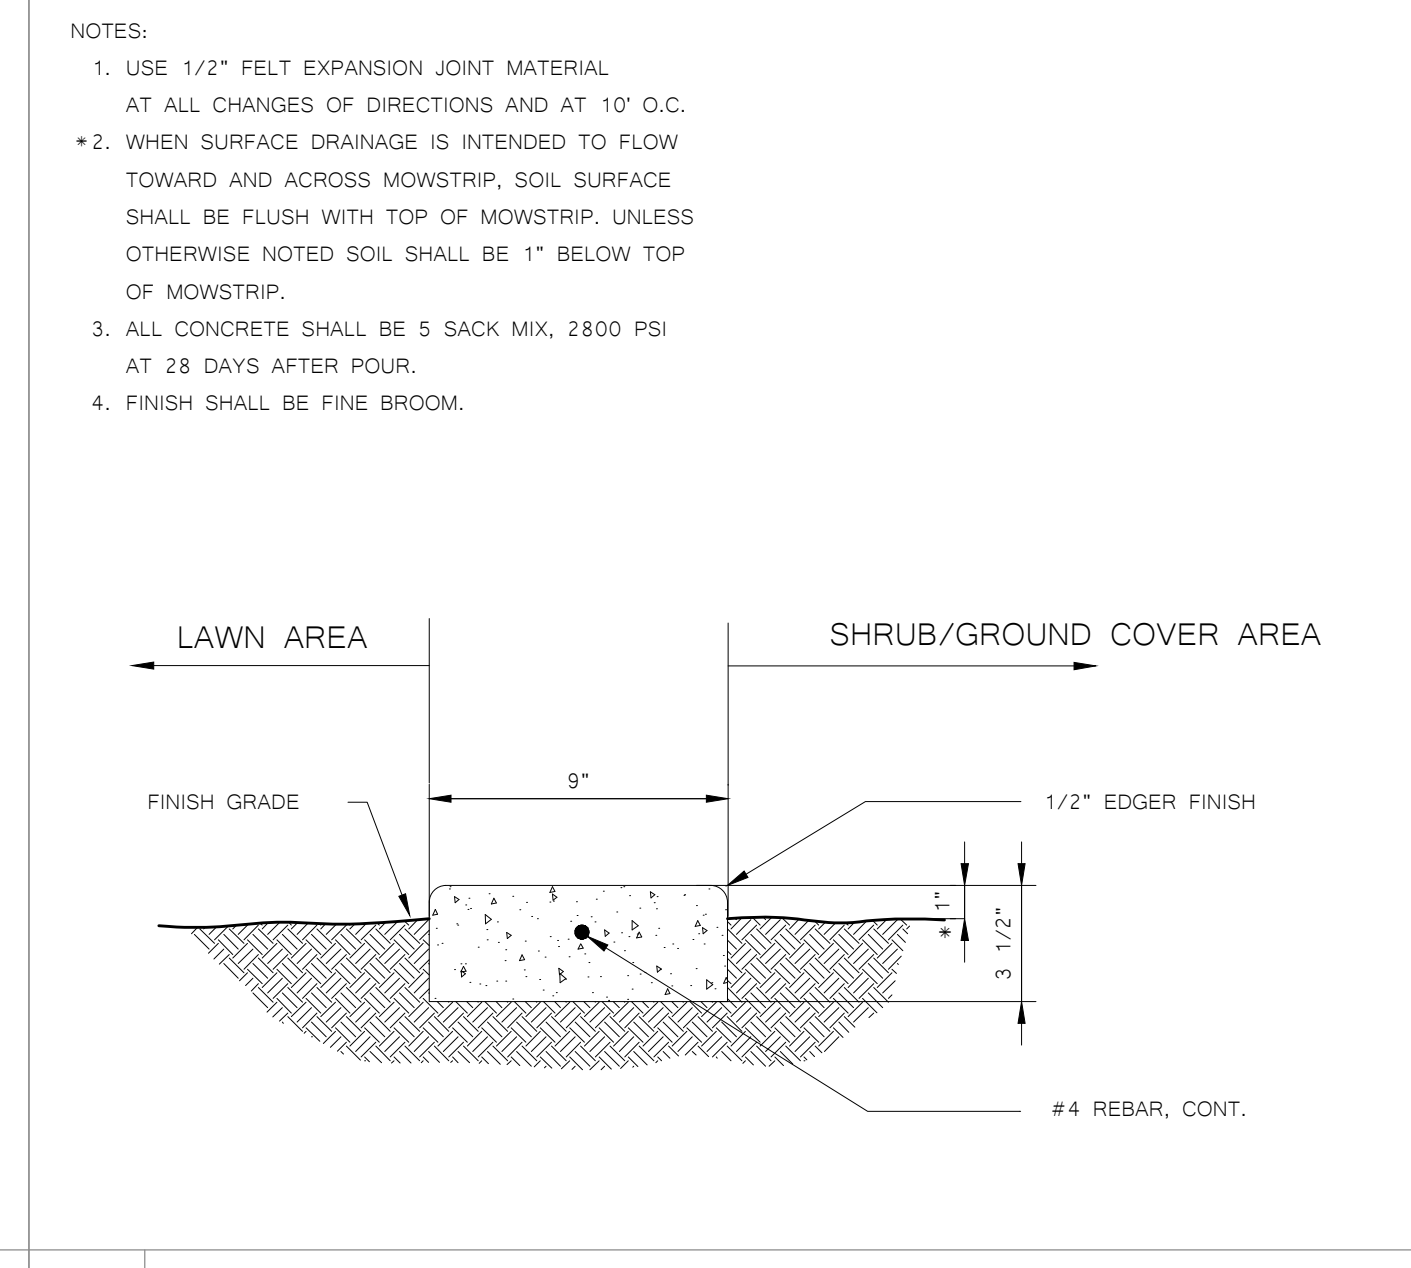 NOTES:
1. USE 1/2" FELT EXPANSION JOINT MATERIAL
AT ALL CHANGES OF DIRECTIONS AND AT 10' O.C.
*2. WHEN SURFACE DRAINAGE IS INTENDED TO FLOW
TOWARD AND ACROSS MOWSTRIP, SOIL SURFACE
SHALL BE FLUSH WITH TOP OF MOWSTRIP. UNLESS
OTHERWISE NOTED SOIL SHALL BE 1" BELOW TOP
OF MOWSTRIP.
3. ALL CONCRETE SHALL BE 5 SACK MIX, 2800 PSI
AT 28 DAYS AFTER POUR.
4. FINISH SHALL BE FINE BROOM.
LAWN AREA
SHRUB/GROUND COVER AREA
9"
FINISH GRADE
1/2" EDGER FINISH
* 1"
3 1/2"
#4 REBAR, CONT.